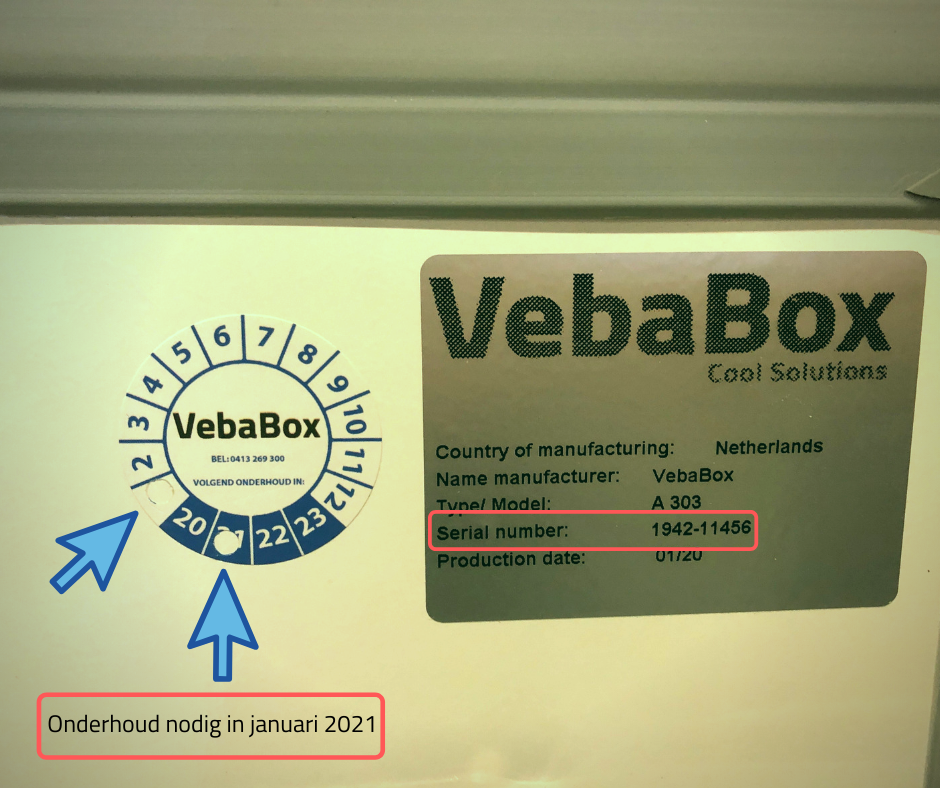 VebaBox
Cool Solutions
2 3 4 5 6 7 8 9 10 11 12
VebaBox
BEL: 0413 269 300
VOLGEND ONDERHOUD IN:
20 21 22 23
Country of manufacturing: Netherlands
Name manufacturer: VebaBox
Type/ Model: A 303
Serial number: 1942-11456
Production date: 01/20
Onderhoud nodig in januari 2021